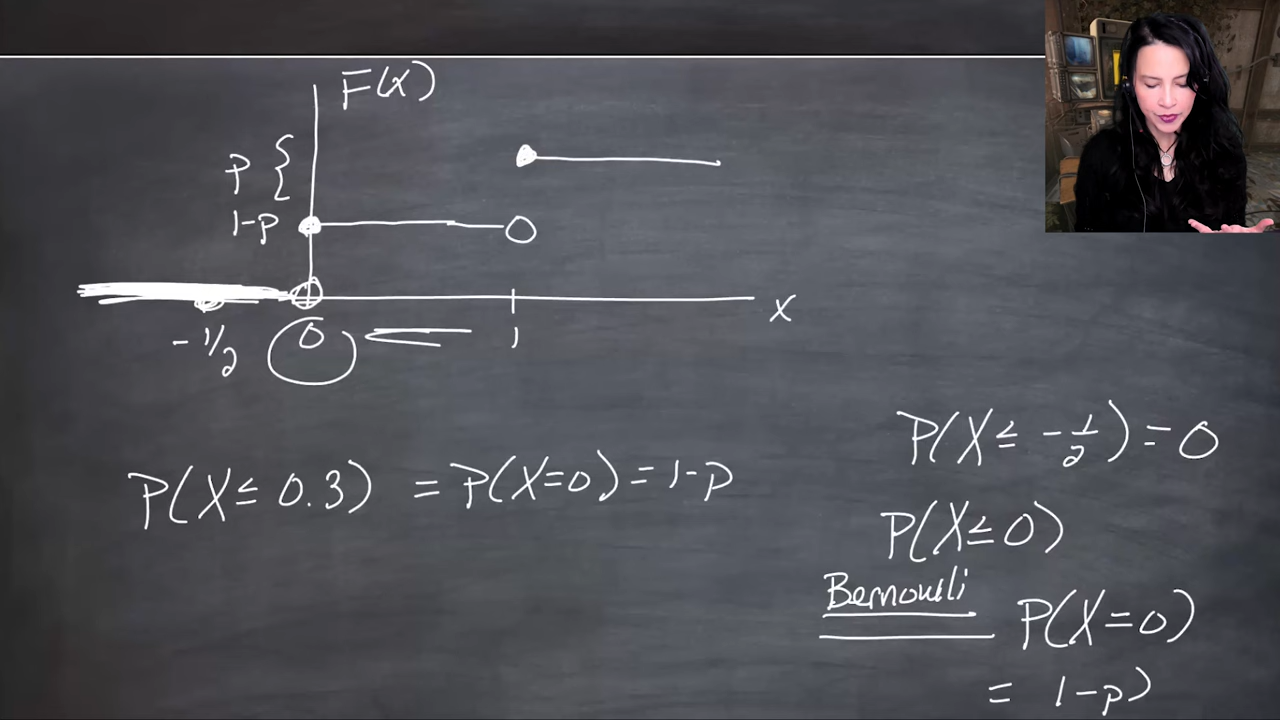 F(x)
p {
1-p
-1/2 0 1 x
P(X ≤ -1/2) = 0
P(X ≤ 0.3) = P(X=0) = 1-p
P(X ≤ 0)
Bernoulli
P(X=0)
= 1-p)